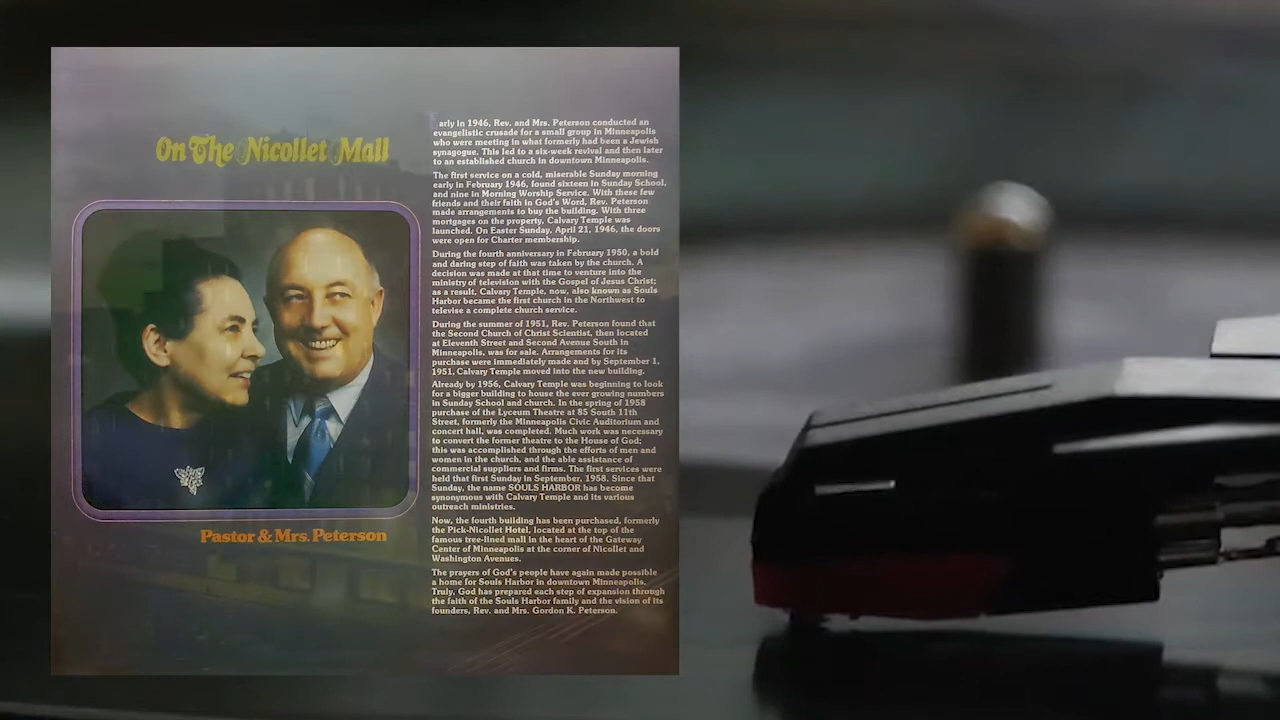 On The Nicollet Mall
Pastor & Mrs. Peterson
Early in 1946, Rev. and Mrs. Peterson conducted an
evangelistic crusade for a small group in Minneapolis
who were meeting in what formerly had been a Jewish
synagogue. This led to a six-week revival and then later
to an established church in downtown Minneapolis.
The first service on a cold, miserable Sunday morning
early in February 1946, found sixteen in Sunday School,
and nine in Morning Worship Service. With these few
friends and their faith in God's Word, Rev. Peterson
made arrangements to buy the building. With three
mortgages on the property, Calvary Temple was
launched. On Easter Sunday, April 21, 1946, the doors
were open for Charter membership.
During the fourth anniversary in February 1950, a bold
and daring step of faith was taken by the church. A
decision was made at that time to venture into the
ministry of television with the Gospel of Jesus Christ;
as a result, Calvary Temple, now, also known as Souls
Harbor became the first church in the Northwest to
televise a complete church service.
During the summer of 1951, Rev. Peterson found that
the Second Church of Christ Scientist, then located
at Eleventh Street and Second Avenue South in
Minneapolis, was for sale. Arrangements for its
purchase were immediately made and by September 1,
1951, Calvary Temple moved into the new building.
Already by 1956, Calvary Temple was beginning to look
for a bigger building to house the ever growing numbers
in Sunday School and church. In the spring of 1958
purchase of the Lyceum Theatre at 85 South 11th
Street, formerly the Minneapolis Civic Auditorium and
concert hall, was completed. Much work was necessary
to convert the former theatre to the House of God;
this was accomplished through the efforts of men and
women in the church, and the able assistance of
commercial suppliers and firms. The first services were
held that first Sunday in September, 1958. Since that
Sunday, the name SOULS HARBOR has become
synonymous with Calvary Temple and its various
outreach ministries.
Now, the fourth building has been purchased, formerly
the Pick-Nicollet Hotel, located at the top of the
famous tree-lined mall in the heart of the Gateway
Center of Minneapolis at the corner of Nicollet and
Washington Avenues.
The prayers of God's people have again made possible
a home for Souls Harbor in downtown Minneapolis.
Truly, God has prepared each step of expansion through
the faith of the Souls Harbor family and the vision of its
founders, Rev. and Mrs. Gordon K. Peterson.